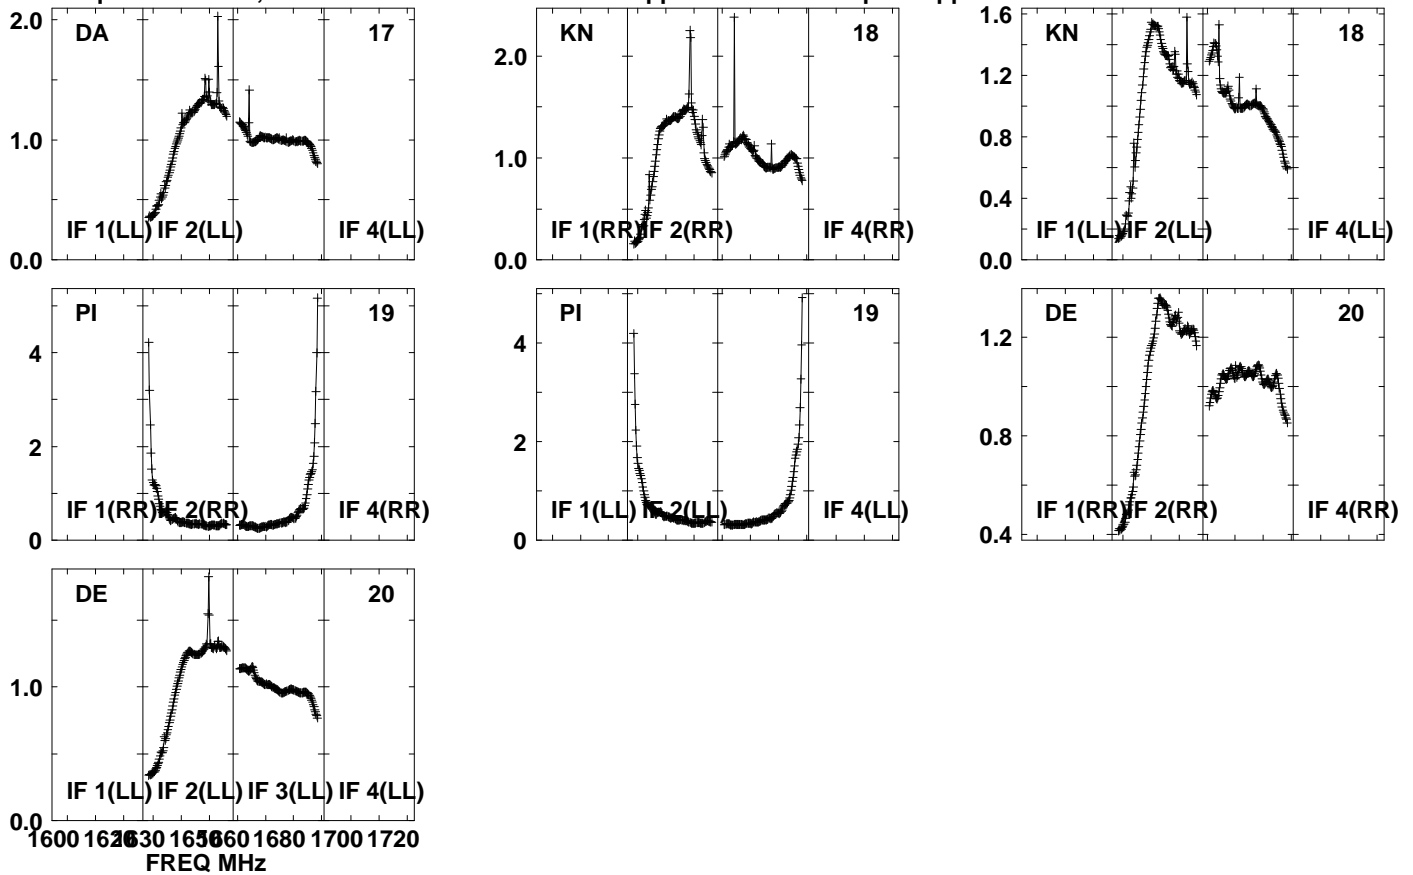 DA 17
2.0
1.0
0.0
IF 1(LL) IF 2(LL) IF 4(LL)
KN 18
2.0
1.0
0.0
IF 1(RR) IF 2(RR) IF 4(RR)
KN 18
1.6
1.2
0.8
0.4
0.0
IF 1(LL) IF 2(LL) IF 4(LL)
PI 19
4
2
0
IF 1(RR) IF 2(RR) IF 4(RR)
PI 19
4
2
0
IF 1(LL) IF 2(LL) IF 4(LL)
DE 20
1.2
0.8
0.4
IF 1(RR) IF 2(RR) IF 4(RR)
DE 20
1.0
0.0
IF 1(LL) IF 2(LL) IF 3(LL) IF 4(LL)
1600 1620 1630 1650 1660 1680 1700 1720
FREQ MHz